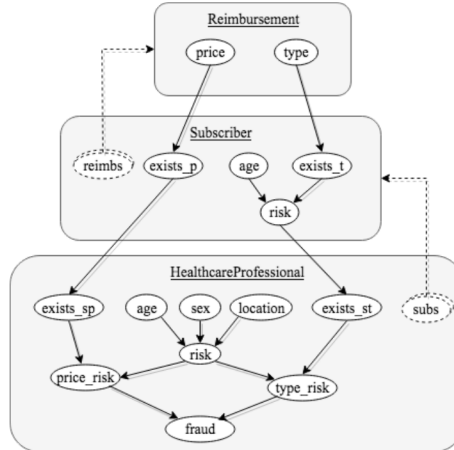 Reimbursement
price type
Subscriber
reimbs exists_p age exists_t
risk
HealthcareProfessional
exists_sp age sex location exists_st subs
risk
price_risk type_risk
fraud